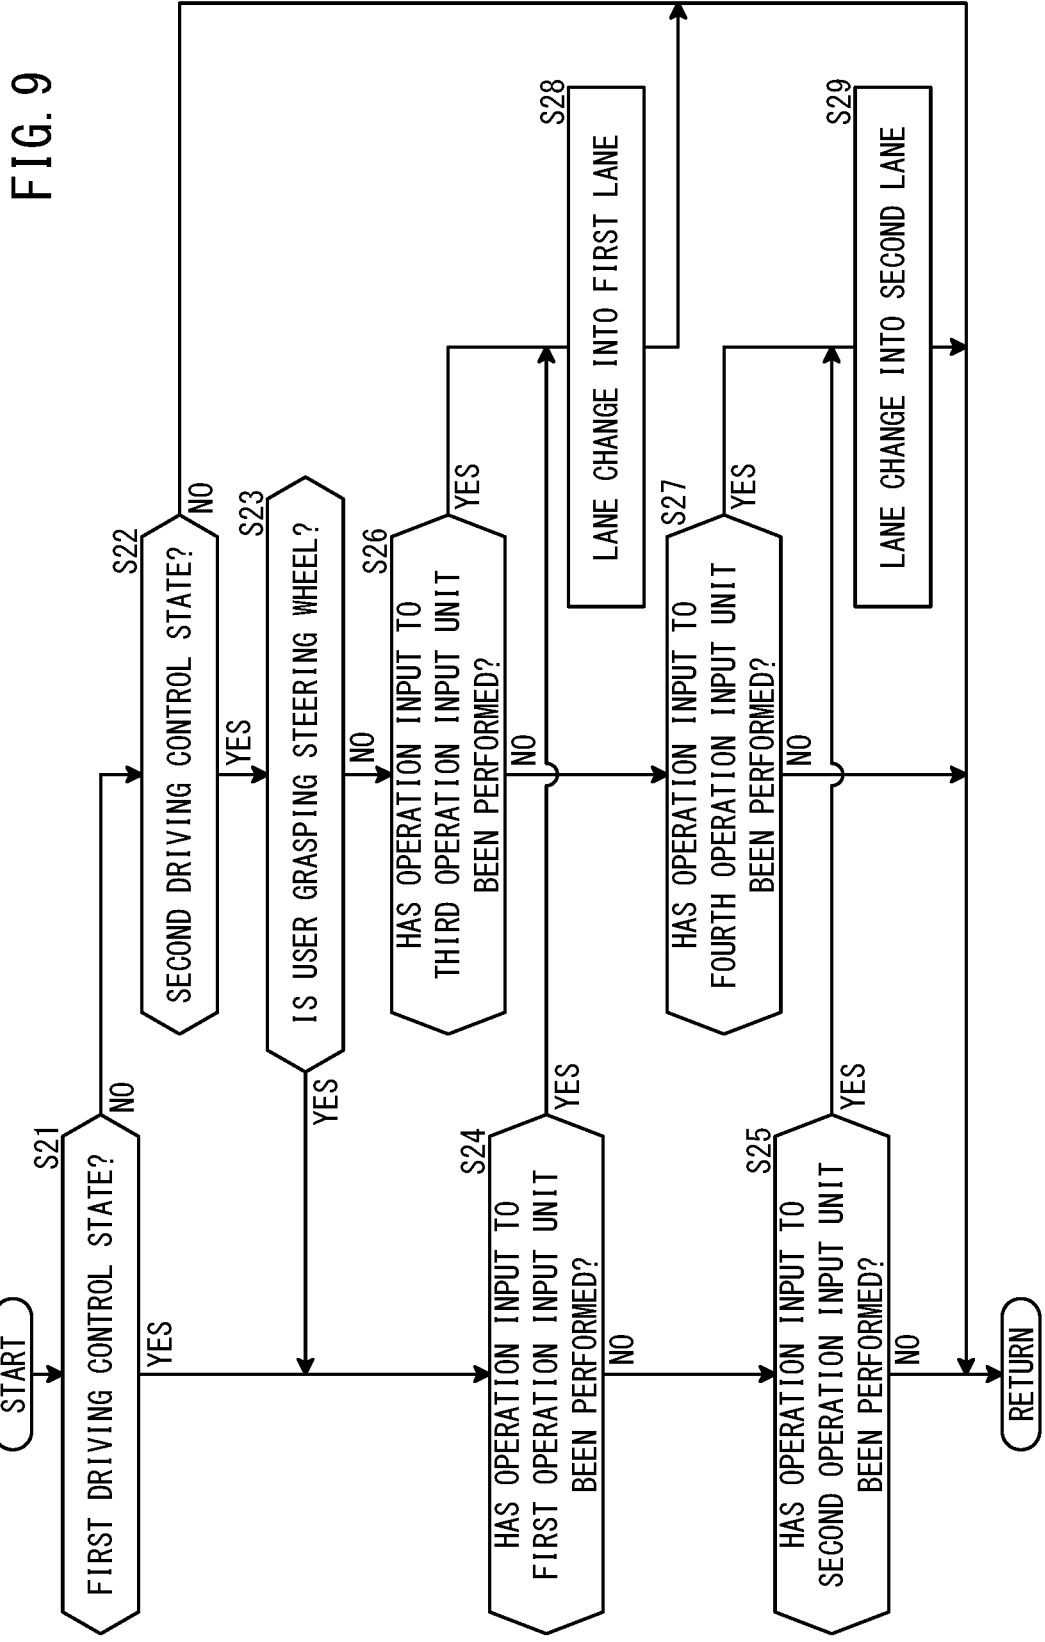 FIG. 9
START
S21
FIRST DRIVING CONTROL STATE?
NO
YES
S22
SECOND DRIVING CONTROL STATE?
NO
YES
S23
IS USER GRASPING STEERING WHEEL?
YES
NO
S24
HAS OPERATION INPUT TO
FIRST OPERATION INPUT UNIT
BEEN PERFORMED?
YES
NO
S26
HAS OPERATION INPUT TO
THIRD OPERATION INPUT UNIT
BEEN PERFORMED?
YES
NO
S28
LANE CHANGE INTO FIRST LANE
S25
HAS OPERATION INPUT TO
SECOND OPERATION INPUT UNIT
BEEN PERFORMED?
YES
NO
S27
HAS OPERATION INPUT TO
FOURTH OPERATION INPUT UNIT
BEEN PERFORMED?
YES
NO
S29
LANE CHANGE INTO SECOND LANE
RETURN